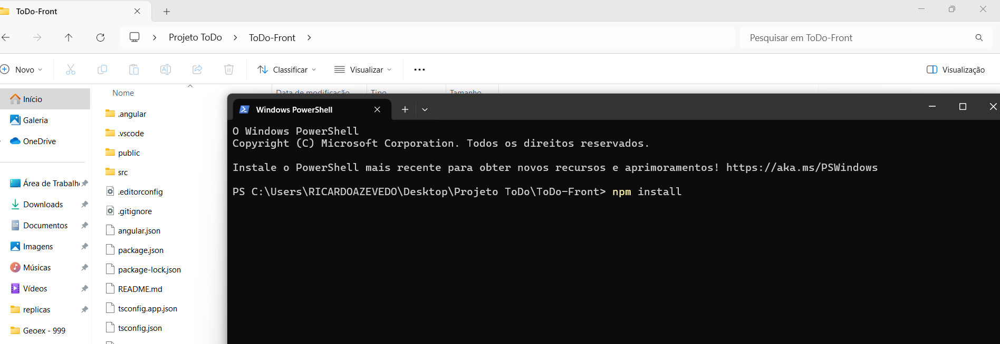 ToDo-Front
Projeto ToDo
ToDo-Front
Pesquisar em ToDo-Front
Novo
Classificar
Visualizar
Visualização
Nome
Data de modificação
Tipo
Tamanho
Início
Galeria
OneDrive
Área de Trabalh
Downloads
Documentos
Imagens
Músicas
Vídeos
replicas
Geoex - 999
.angular
.vscode
public
src
.editorconfig
.gitignore
angular.json
package.json
package-lock.json
README.md
tsconfig.app.json
tsconfig.json
Windows PowerShell
O Windows PowerShell
Copyright (C) Microsoft Corporation. Todos os direitos reservados.
Instale o PowerShell mais recente para obter novos recursos e aprimoramentos! https://aka.ms/PSWindows
PS C:\Users\RICARDOAZEVEDO\Desktop\Projeto ToDo\ToDo-Front> npm install